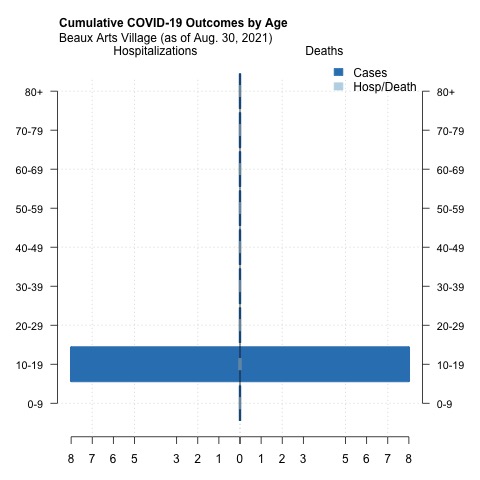 Cumulative COVID-19 Outcomes by Age
Beaux Arts Village (as of Aug. 30, 2021)
Hospitalizations Deaths
Cases
Hosp/Death
80+ 80+
70-79 70-79
60-69 60-69
50-59 50-59
40-49 40-49
30-39 30-39
20-29 20-29
10-19 10-19
0-9 0-9
8 7 6 5 3 2 1 0 1 2 3 5 6 7 8